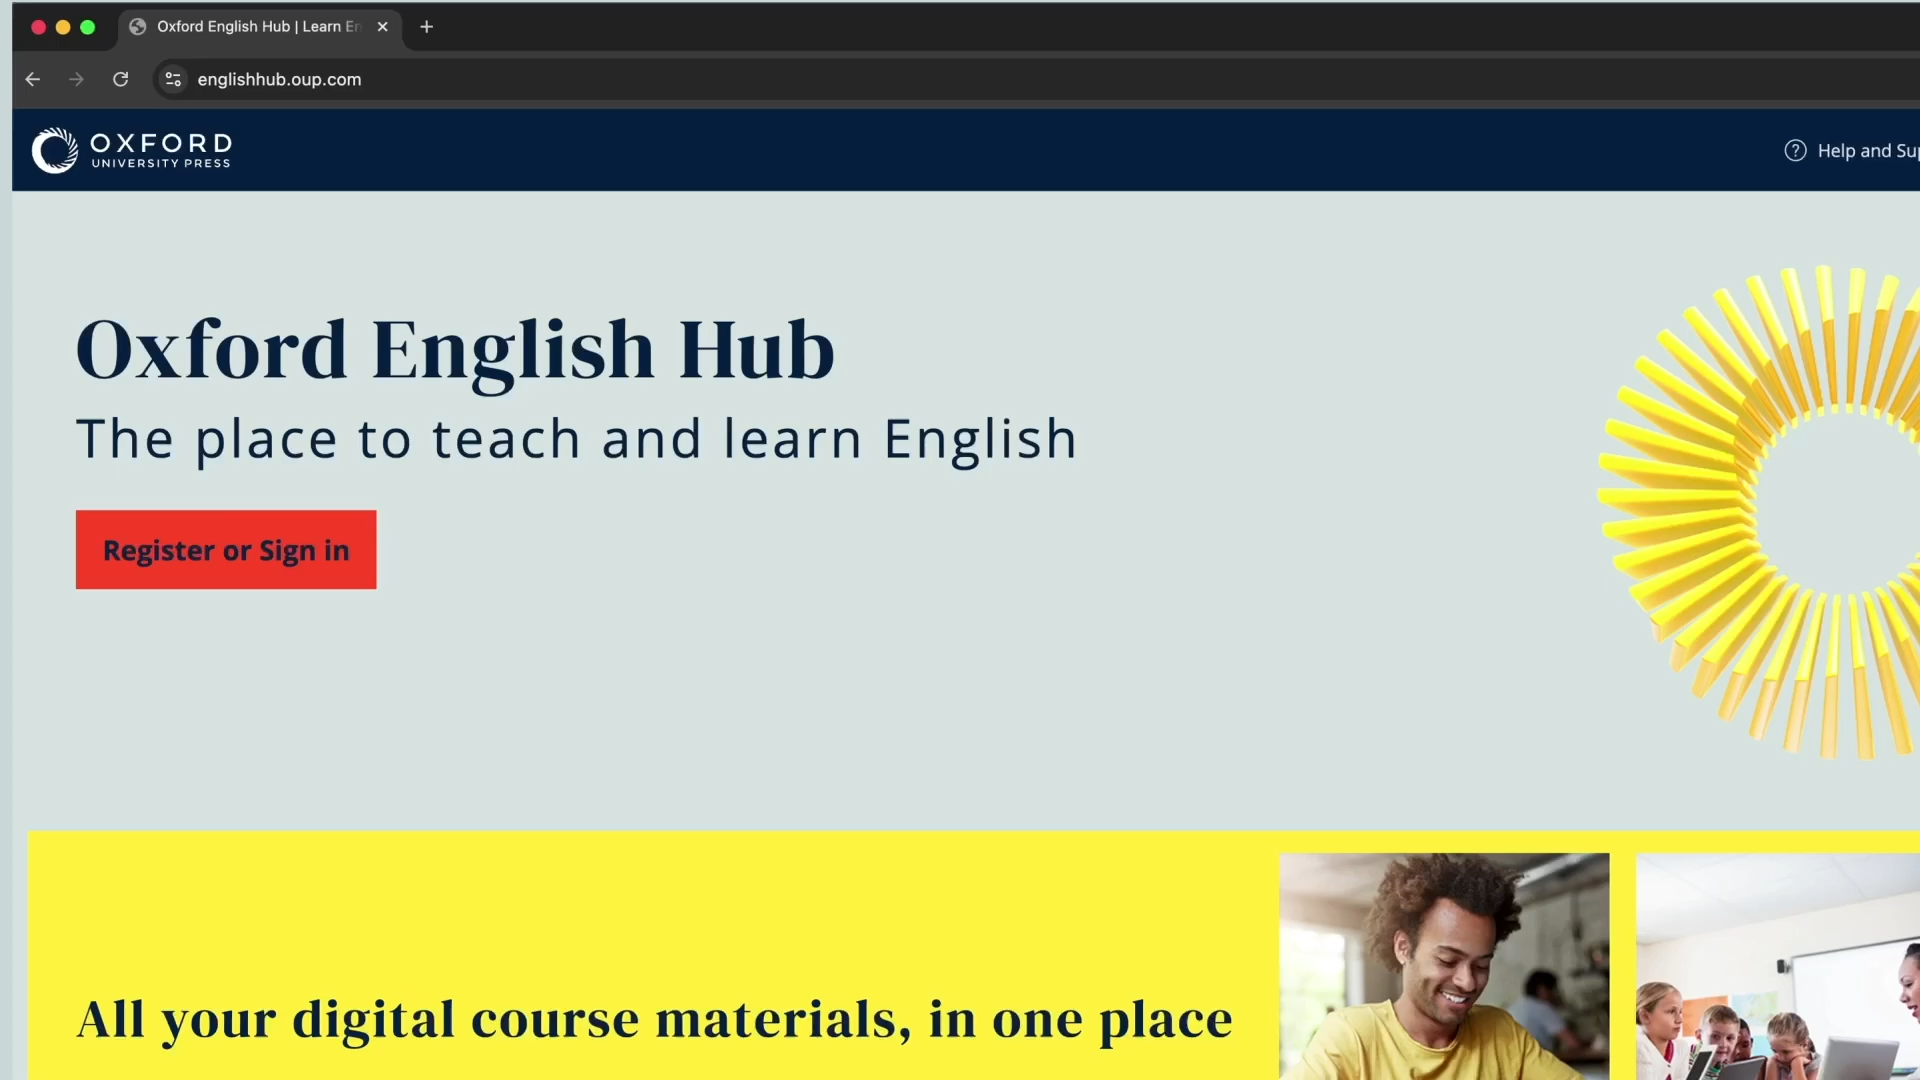 Oxford English Hub | Learn En
englishhub.oup.com
OXFORD
UNIVERSITY PRESS
? Help and Sup
Oxford English Hub
The place to teach and learn English
Register or Sign in
All your digital course materials, in one place